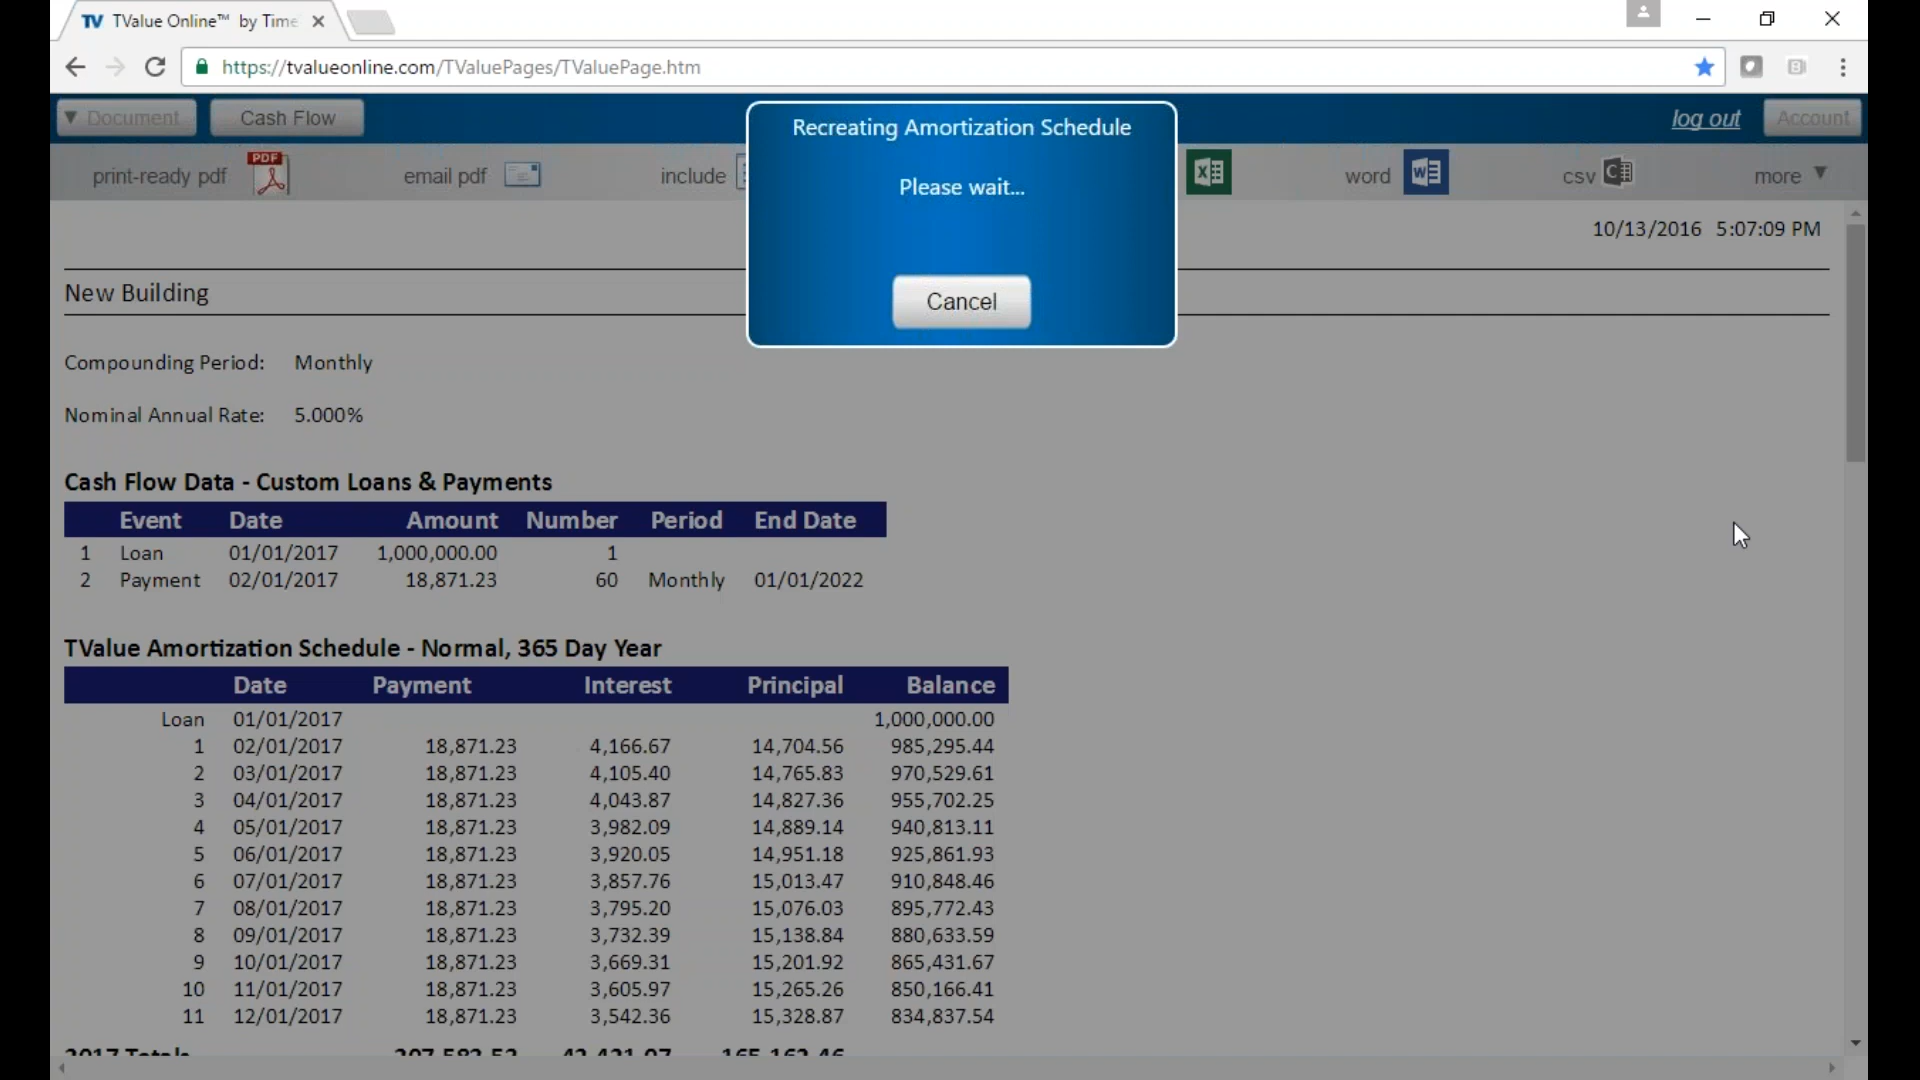 TV TValue Online™ by Time
https://tvalueonline.com/TValuePages/TValuePage.htm
▼ Document Cash Flow log out Account
Recreating Amortization Schedule
Please wait...
Cancel
print-ready pdf PDF email pdf include word csv more ▼
10/13/2016 5:07:09 PM
New Building
Compounding Period: Monthly
Nominal Annual Rate: 5.000%
Cash Flow Data - Custom Loans & Payments
Event Date Amount Number Period End Date
1 Loan 01/01/2017 1,000,000.00 1
2 Payment 02/01/2017 18,871.23 60 Monthly 01/01/2022
TValue Amortization Schedule - Normal, 365 Day Year
Date Payment Interest Principal Balance
Loan 01/01/2017 1,000,000.00
1 02/01/2017 18,871.23 4,166.67 14,704.56 985,295.44
2 03/01/2017 18,871.23 4,105.40 14,765.83 970,529.61
3 04/01/2017 18,871.23 4,043.87 14,827.36 955,702.25
4 05/01/2017 18,871.23 3,982.09 14,889.14 940,813.11
5 06/01/2017 18,871.23 3,920.05 14,951.18 925,861.93
6 07/01/2017 18,871.23 3,857.76 15,013.47 910,848.46
7 08/01/2017 18,871.23 3,795.20 15,076.03 895,772.43
8 09/01/2017 18,871.23 3,732.39 15,138.84 880,633.59
9 10/01/2017 18,871.23 3,669.31 15,201.92 865,431.67
10 11/01/2017 18,871.23 3,605.97 15,265.26 850,166.41
11 12/01/2017 18,871.23 3,542.36 15,328.87 834,837.54
2017 Totals 207,583.53